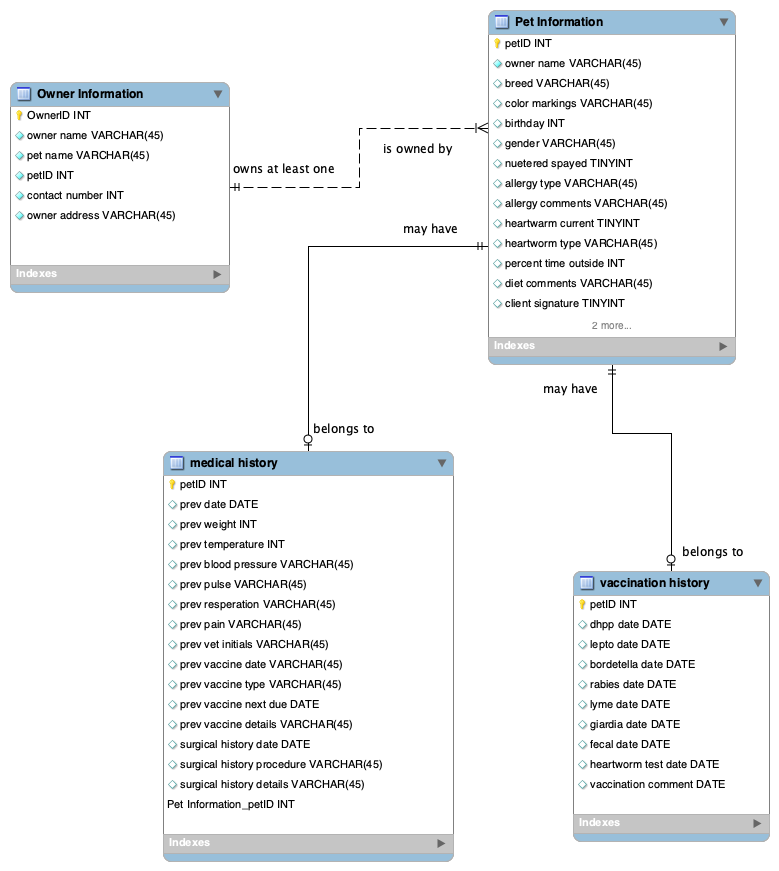 Pet Information
petID INT
owner name VARCHAR(45)
breed VARCHAR(45)
color markings VARCHAR(45)
birthday INT
gender VARCHAR(45)
nuetered spayed TINYINT
allergy type VARCHAR(45)
allergy comments VARCHAR(45)
heartwarm current TINYINT
heartworm type VARCHAR(45)
percent time outside INT
diet comments VARCHAR(45)
client signature TINYINT
2 more...
Indexes
Owner Information
OwnerID INT
owner name VARCHAR(45)
pet name VARCHAR(45)
petID INT
contact number INT
owner address VARCHAR(45)
Indexes
is owned by
owns at least one
may have
may have
belongs to
belongs to
medical history
petID INT
prev date DATE
prev weight INT
prev temperature INT
prev blood pressure VARCHAR(45)
prev pulse VARCHAR(45)
prev resperation VARCHAR(45)
prev pain VARCHAR(45)
prev vet initials VARCHAR(45)
prev vaccine date VARCHAR(45)
prev vaccine type VARCHAR(45)
prev vaccine next due DATE
prev vaccine details VARCHAR(45)
surgical history date DATE
surgical history procedure VARCHAR(45)
surgical history details VARCHAR(45)
Pet Information_petID INT
Indexes
vaccination history
petID INT
dhpp date DATE
lepto date DATE
bordetella date DATE
rabies date DATE
lyme date DATE
giardia date DATE
fecal date DATE
heartworm test date DATE
vaccination comment DATE
Indexes